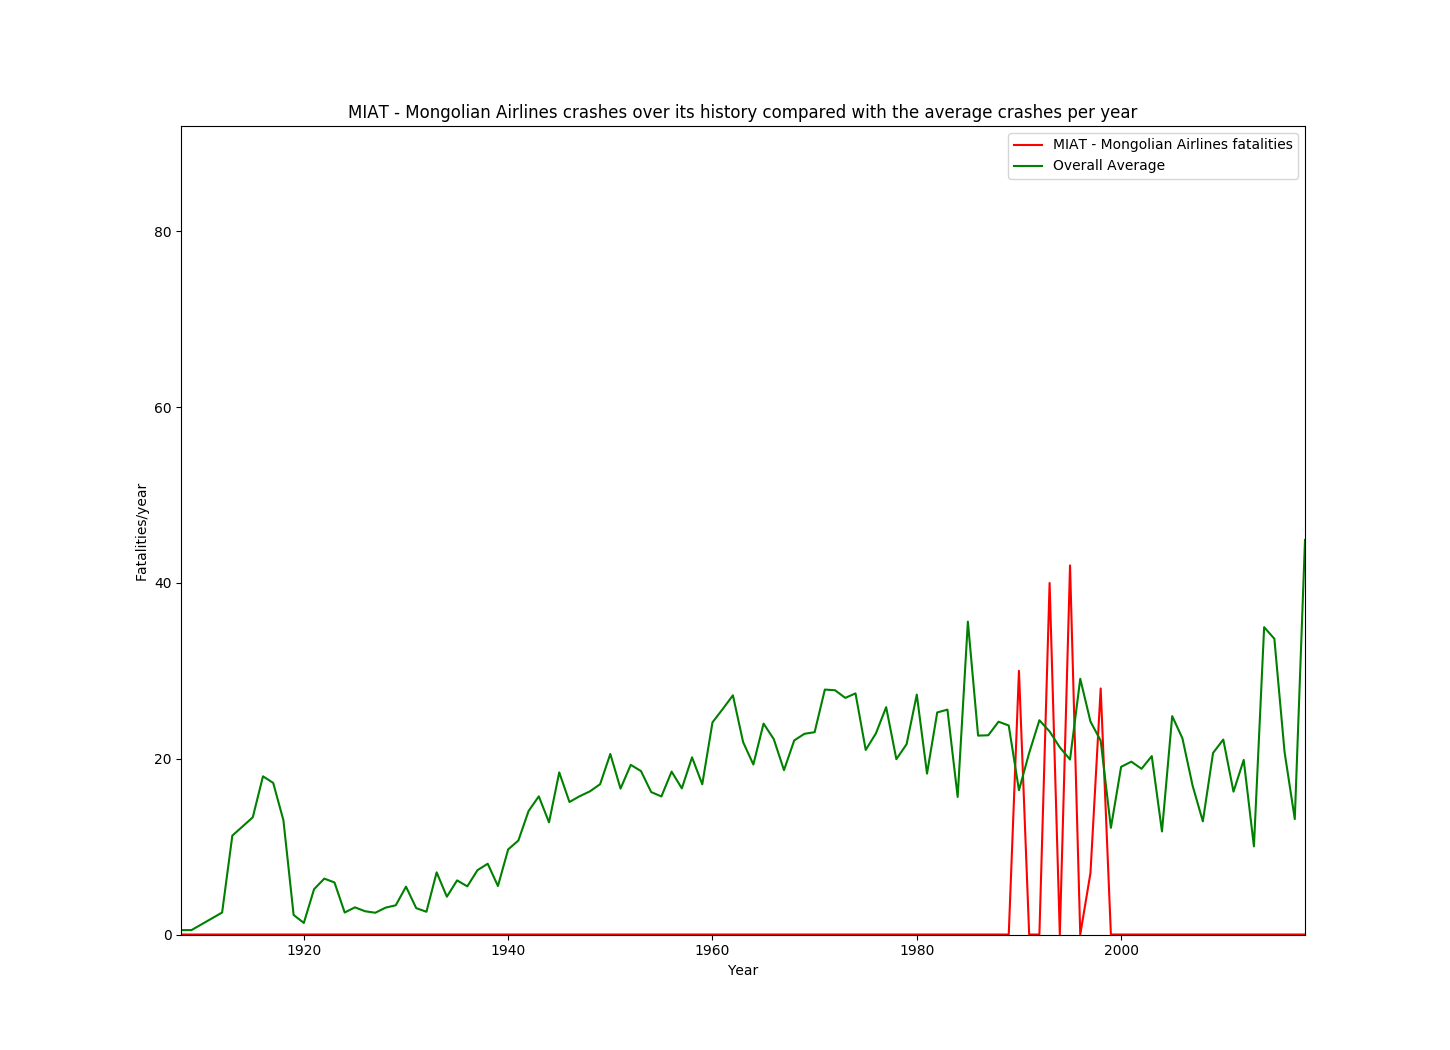 MIAT - Mongolian Airlines crashes over its history compared with the average crashes per year
MIAT - Mongolian Airlines fatalities
Overall Average
80
60
40
20
0
Fatalities/year
1920 1940 1960 1980 2000
Year